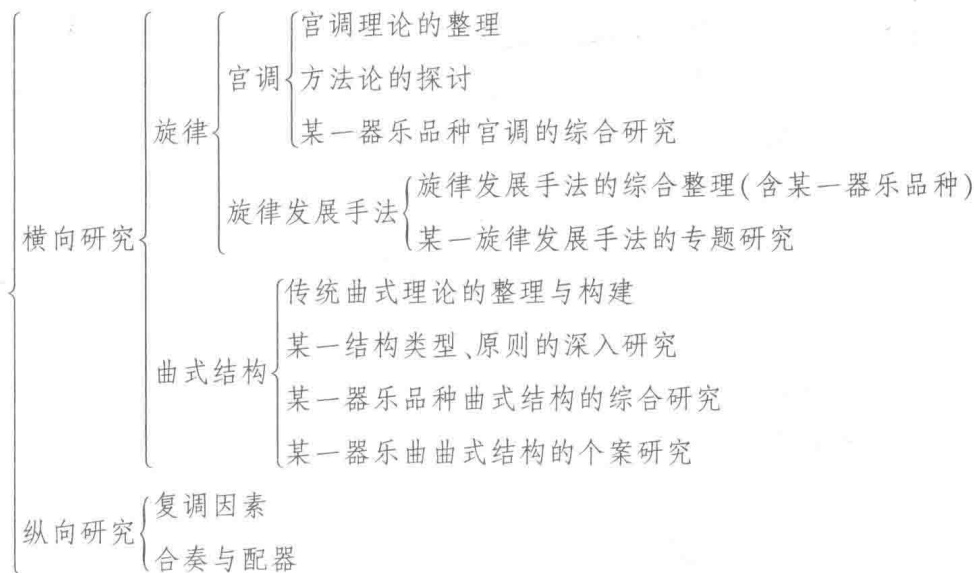 宫调理论的整理
宫调
方法论的探讨
旋律
某一器乐品种宫调的综合研究
旋律发展手法的综合整理(含某一器乐品种)
旋律发展手法
横向研究
某一旋律发展手法的专题研究
传统曲式理论的整理与构建
某一结构类型、原则的深入研究
曲式结构
某一器乐品种曲式结构的综合研究
某一器乐曲曲式结构的个案研究
复调因素
纵向研究
合奏与配器